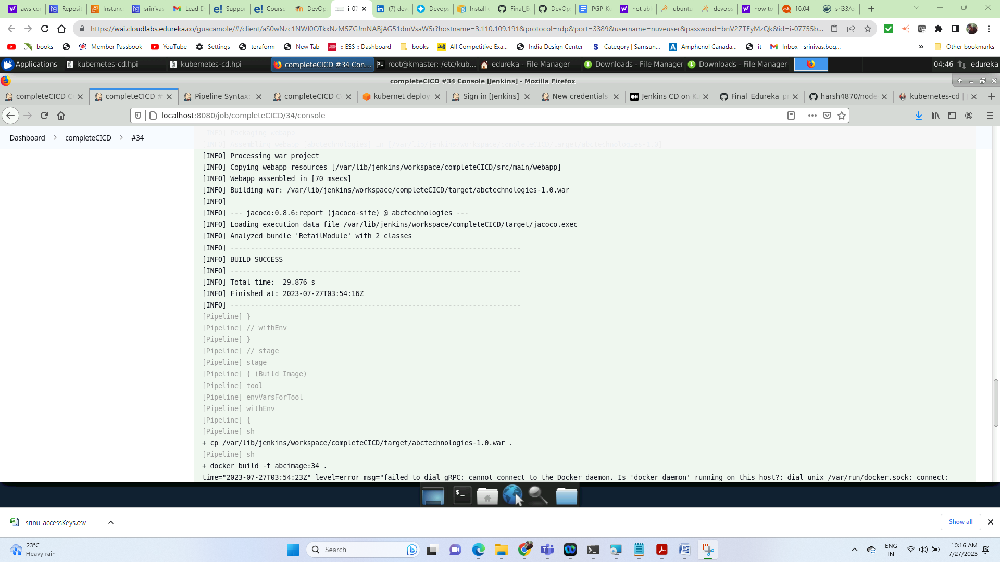 aws co
Reposit
Instanc
srinivas
Lead D
Suppor
Course
DevOp
i-07
(7) dev
Devops
Install
Final_E
DevOp
PGP-Ku
not abl
ubuntu
devops
how to
16.04 -
sri33/e
https://wai.cloudlabs.edureka.co/guacamole/#/client/aS0wNzc1NWI0OTkxNzM5ZGJmNABjAG51dmVsaW5r?hostname=3.110.109.191&protocol=rdp&port=3389&username=nuveuser&password=bnV2ZTEyMzQk&id=i-07755b...
books
Member Passbook
YouTube
Settings
teraform
New Tab
:: ESS :: Dashboard
books
All Competitive Exa...
India Design Center
Category | Samsun...
Amphenol Canada...
it
Inbox - srinivas.bog...
»
Other bookmarks
Applications
kubernetes-cd.hpi
kubernetes-cd.hpi
completeCICD #34 Con...
root@kmaster: /etc/kub...
edureka - File Manager
Downloads - File Manager
Downloads - File Manager
04:46
edureka
completeCICD #34 Console [Jenkins] - Mozilla Firefox
completeCICD C
completeCICD #
Pipeline Syntax:
completeCICD C
kubernet deploy
Sign in [Jenkins]
New credentials
Jenkins CD on Ku
Final_Edureka_p
harsh4870/node
kubernetes-cd |
localhost:8080/job/completeCICD/34/console
Dashboard > completeCICD > #34
[INFO] Packaging webapp
[INFO] Assembling webapp [abctechnologies] in [/var/lib/jenkins/workspace/completeCICD/target/abctechnologies-1.0]
[INFO] Processing war project
[INFO] Copying webapp resources [/var/lib/jenkins/workspace/completeCICD/src/main/webapp]
[INFO] Webapp assembled in [70 msecs]
[INFO] Building war: /var/lib/jenkins/workspace/completeCICD/target/abctechnologies-1.0.war
[INFO]
[INFO] --- jacoco:0.8.6:report (jacoco-site) @ abctechnologies ---
[INFO] Loading execution data file /var/lib/jenkins/workspace/completeCICD/target/jacoco.exec
[INFO] Analyzed bundle 'RetailModule' with 2 classes
[INFO] ------------------------------------------------------------------------
[INFO] BUILD SUCCESS
[INFO] ------------------------------------------------------------------------
[INFO] Total time:  29.876 s
[INFO] Finished at: 2023-07-27T03:54:16Z
[INFO] ------------------------------------------------------------------------
[Pipeline] }
[Pipeline] // withEnv
[Pipeline] }
[Pipeline] // stage
[Pipeline] stage
[Pipeline] { (Build Image)
[Pipeline] tool
[Pipeline] envVarsForTool
[Pipeline] withEnv
[Pipeline] {
[Pipeline] sh
+ cp /var/lib/jenkins/workspace/completeCICD/target/abctechnologies-1.0.war .
[Pipeline] sh
+ docker build -t abcimage:34 .
time="2023-07-27T03:54:23Z" level=error msg="failed to dial gRPC: cannot connect to the Docker daemon. Is 'docker daemon' running on this host?: dial unix /var/run/docker.sock: connect:
srinu_accessKeys.csv
Show all
23°C
Heavy rain
Search
ENG
IN
10:16 AM
7/27/2023